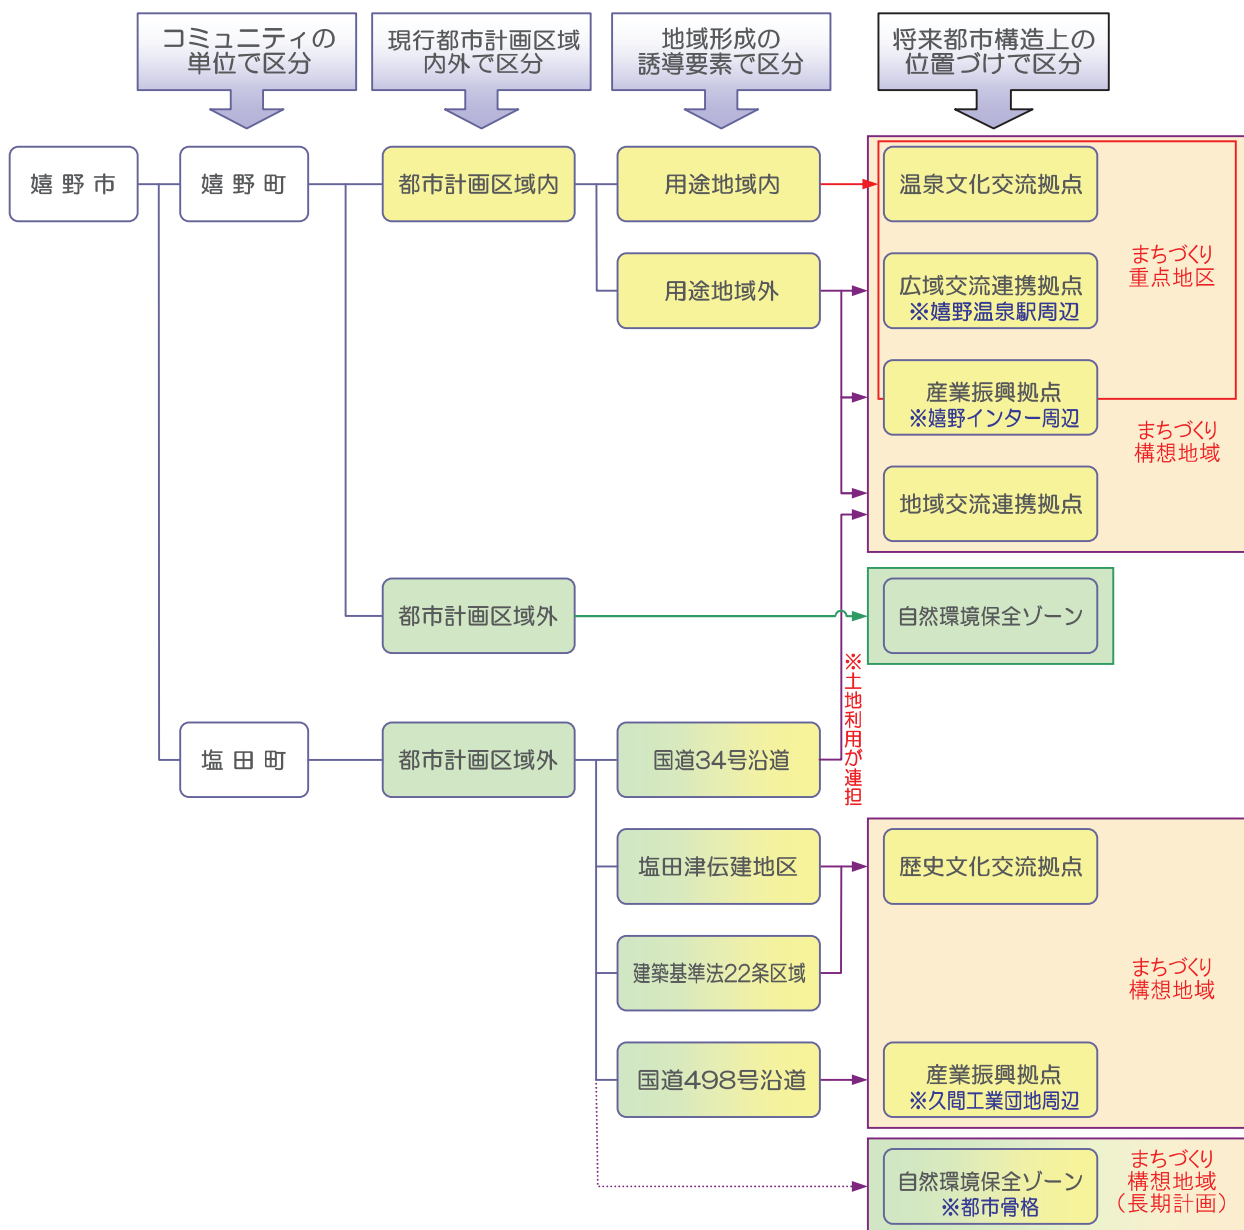 コミュニティの
単位で区分
現行都市計画区域
内外で区分
地域形成の
誘導要素で区分
将来都市構造上の
位置づけで区分
嬉野市
嬉野町
都市計画区域内
用途地域内
温泉文化交流拠点
まちづくり
重点地区
用途地域外
広域交流連携拠点
※嬉野温泉駅周辺
産業振興拠点
※嬉野インター周辺
まちづくり
構想地域
地域交流連携拠点
都市計画区域外
自然環境保全ゾーン
※土地利用が連担
塩田町
都市計画区域外
国道34号沿道
塩田津伝建地区
歴史文化交流拠点
建築基準法22条区域
まちづくり
構想地域
国道498号沿道
産業振興拠点
※久間工業団地周辺
自然環境保全ゾーン
※都市骨格
まちづくり
構想地域
（長期計画）